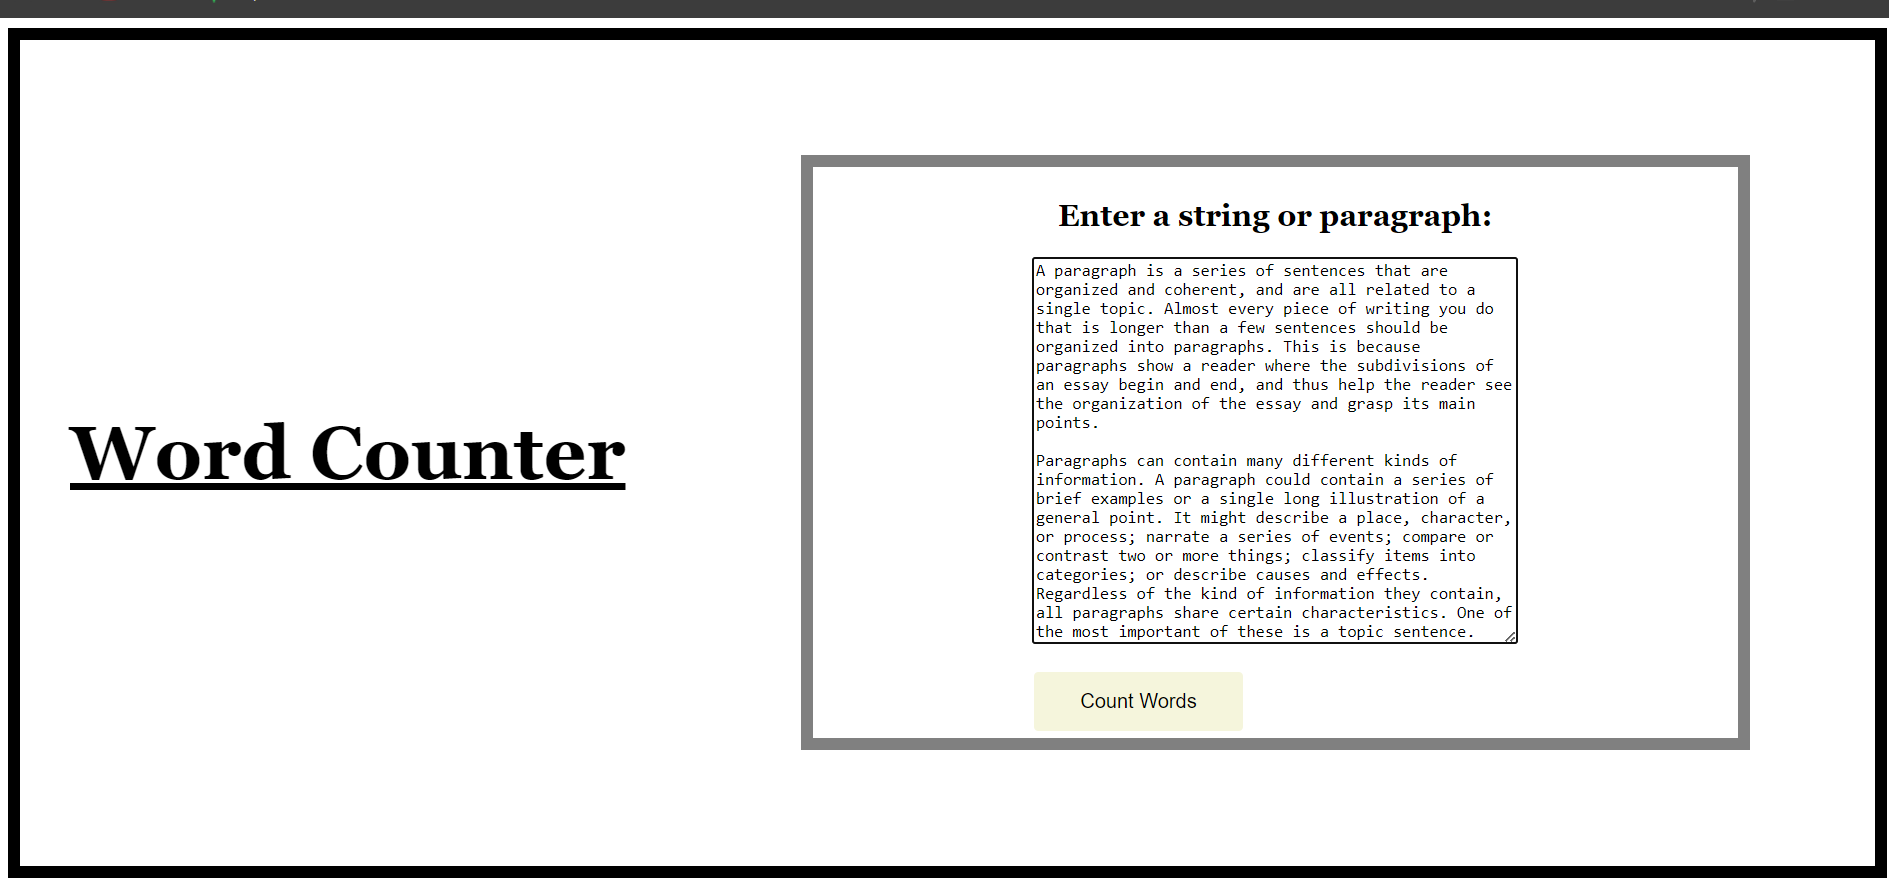 Word Counter
Enter a string or paragraph:
A paragraph is a series of sentences that are
organized and coherent, and are all related to a
single topic. Almost every piece of writing you do
that is longer than a few sentences should be
organized into paragraphs. This is because
paragraphs show a reader where the subdivisions of
an essay begin and end, and thus help the reader see
the organization of the essay and grasp its main
points.

Paragraphs can contain many different kinds of
information. A paragraph could contain a series of
brief examples or a single long illustration of a
general point. It might describe a place, character,
or process; narrate a series of events; compare or
contrast two or more things; classify items into
categories; or describe causes and effects.
Regardless of the kind of information they contain,
all paragraphs share certain characteristics. One of
the most important of these is a topic sentence.
Count Words